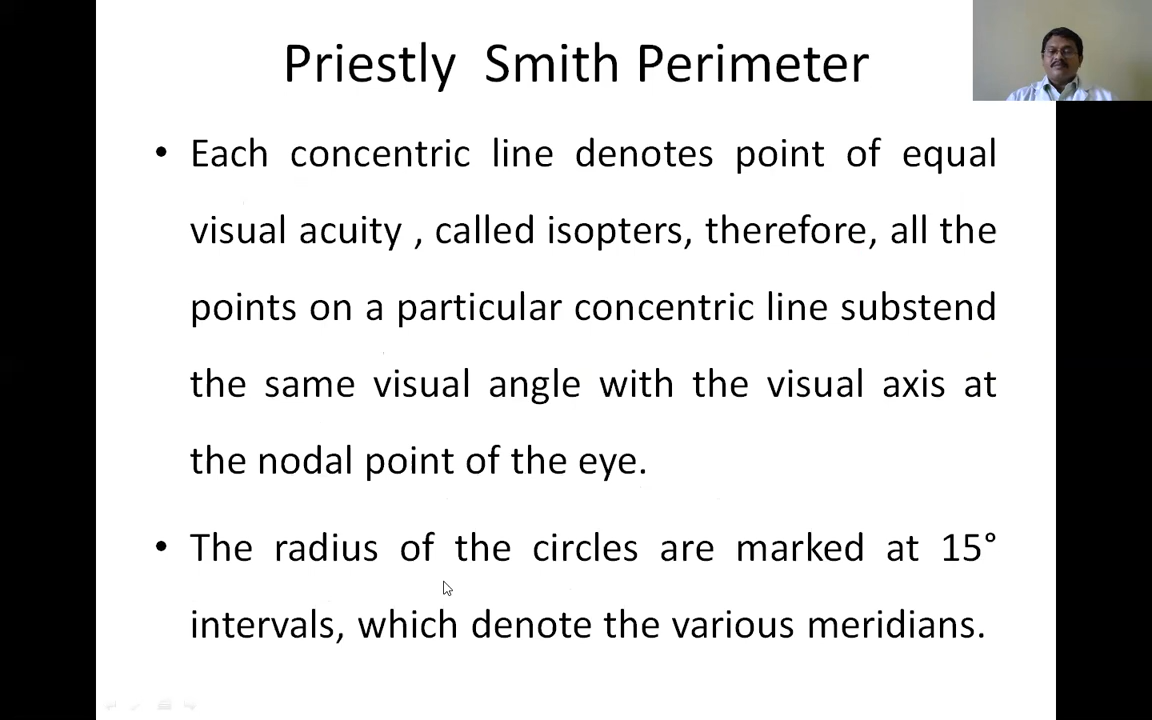 Priestly Smith Perimeter
• Each concentric line denotes point of equal
visual acuity , called isopters, therefore, all the
points on a particular concentric line substend
the same visual angle with the visual axis at
the nodal point of the eye.
• The radius of the circles are marked at 15°
intervals, which denote the various meridians.